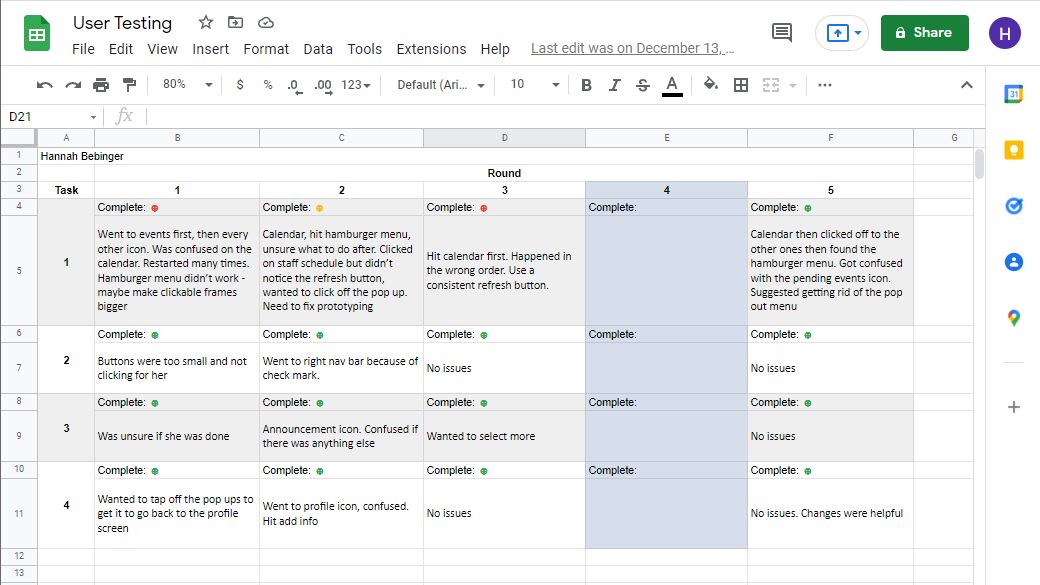 User Testing
File Edit View Insert Format Data Tools Extensions Help Last edit was on December 13, ...
Share
H
80% $ % .0 .00 123 Default (Ari... 10 B I S A ...
31
D21 fx
A B C D E F G
1 Hannah Bebinger
2 Round
3 Task 1 2 3 4 5
4 Complete: Complete: Complete: Complete: Complete:
5
1
Went to events first, then every
other icon. Was confused on the
calendar. Restarted many times.
Hamburger menu didn't work -
maybe make clickable frames
bigger
Calendar, hit hamburger menu,
unsure what to do after. Clicked
on staff schedule but didn't
notice the refresh button,
wanted to click off the pop up.
Need to fix prototyping
Hit calendar first. Happened in
the wrong order. Use a
consistent refresh button.
Calendar then clicked off to the
other ones then found the
hamburger menu. Got confused
with the pending events icon.
Suggested getting rid of the pop
out menu
6 Complete: Complete: Complete: Complete: Complete:
7
2
Buttons were too small and not
clicking for her
Went to right nav bar because of
check mark.
No issues
No issues
8 Complete: Complete: Complete: Complete: Complete:
9
3
Was unsure if she was done
Announcement icon. Confused if
there was anything else
Wanted to select more
No issues
10 Complete: Complete: Complete: Complete: Complete:
11
4
Wanted to tap off the pop ups to
get it to go back to the profile
screen
Went to profile icon, confused.
Hit add info
No issues
No issues. Changes were helpful
12
13